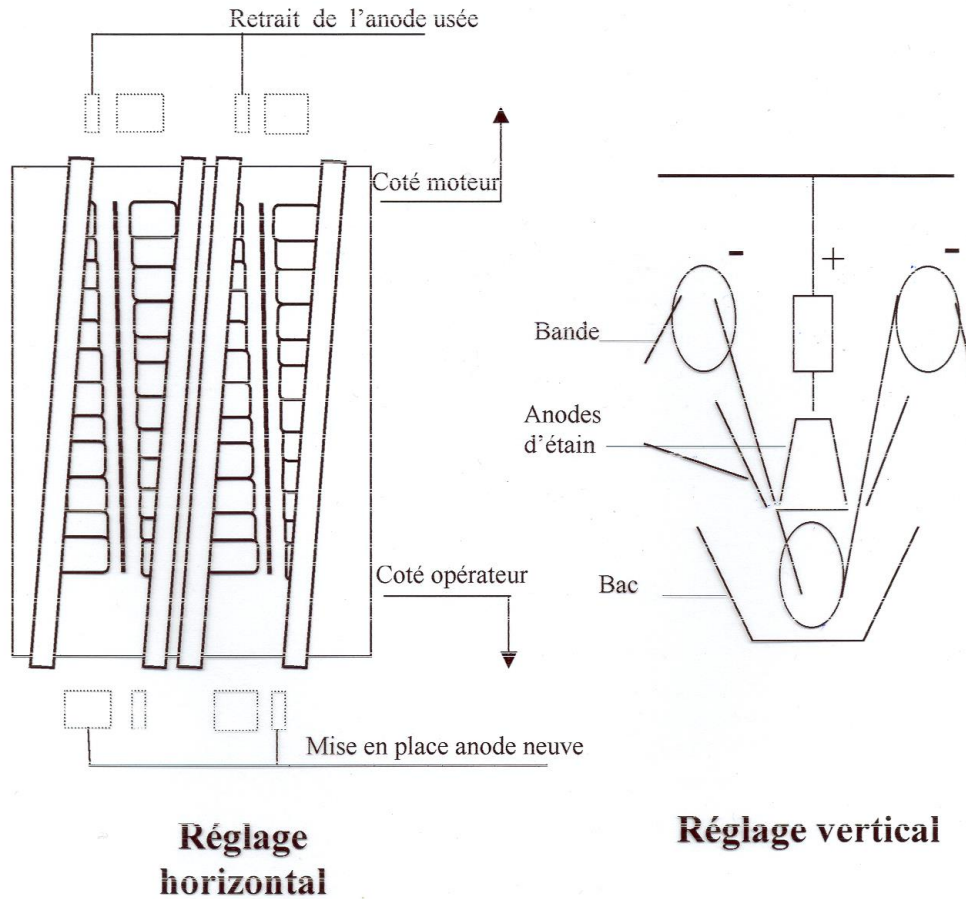 Retrait de l'anode usée
Coté moteur
Coté opérateur
Mise en place anode neuve
Réglage
horizontal
-
+
-
Bande
Anodes
d'étain
Bac
Réglage vertical